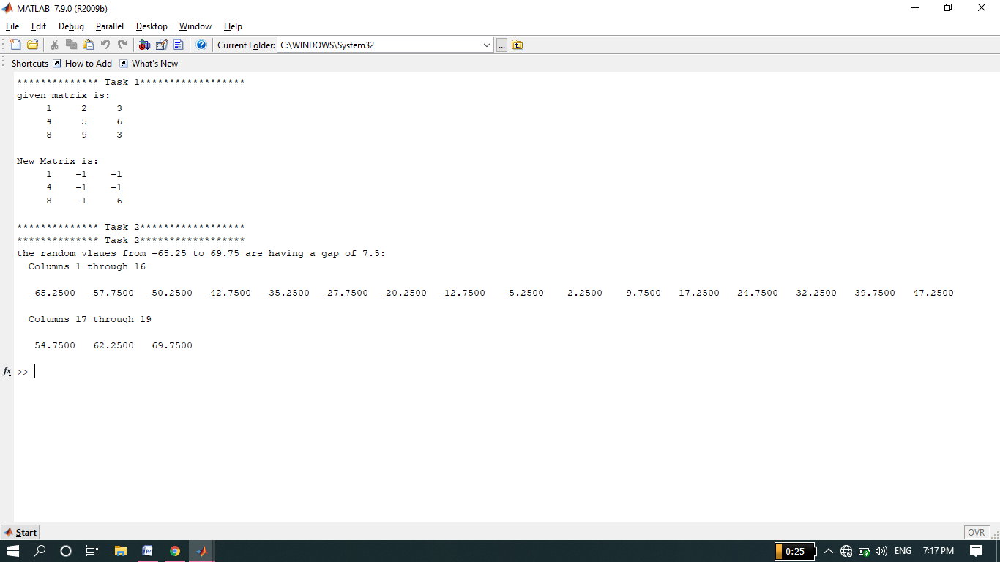 MATLAB 7.9.0 (R2009b)
File Edit Debug Parallel Desktop Window Help
Current Folder: C:\WINDOWS\System32 ...
Shortcuts How to Add What's New
************** Task 1******************
given matrix is:
1 2 3
4 5 6
8 9 3
New Matrix is:
1 -1 -1
4 -1 -1
8 -1 6
************** Task 2******************
************** Task 2******************
the random vlaues from -65.25 to 69.75 are having a gap of 7.5:
Columns 1 through 16
-65.2500 -57.7500 -50.2500 -42.7500 -35.2500 -27.7500 -20.2500 -12.7500 -5.2500 2.2500 9.7500 17.2500 24.7500 32.2500 39.7500 47.2500
Columns 17 through 19
54.7500 62.2500 69.7500
fx >>
Start OVR
0:25 ENG 7:17 PM